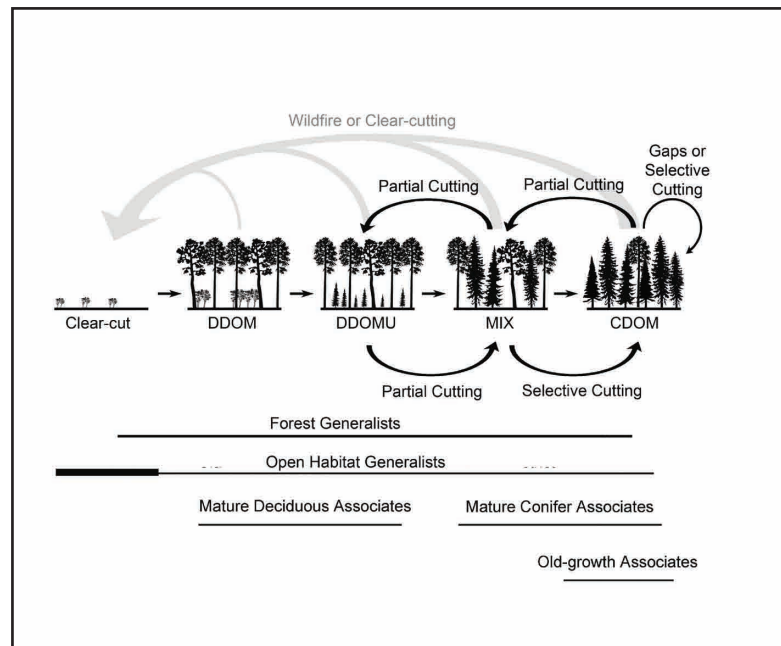 Wildfire or Clear-cutting
Gaps or
Selective
Cutting
Partial Cutting
Partial Cutting
Clear-cut
DDOM
DDOMU
MIX
CDOM
Partial Cutting
Selective Cutting
Forest Generalists
Open Habitat Generalists
Mature Deciduous Associates
Mature Conifer Associates
Old-growth Associates